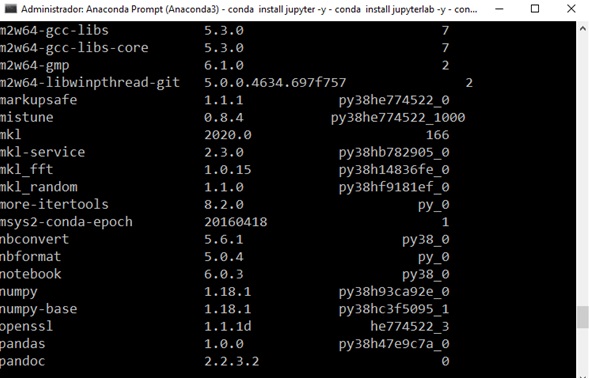 Administrador: Anaconda Prompt (Anaconda3) - conda install jupyter -y - conda install jupyterlab -y - con...
m2w64-gcc-libs 5.3.0 7
m2w64-gcc-libs-core 5.3.0 7
m2w64-gmp 6.1.0 2
m2w64-libwinpthread-git 5.0.0.4634.697f757 2
markupsafe 1.1.1 py38he774522_0
mistune 0.8.4 py38he774522_1000
mkl 2020.0 166
mkl-service 2.3.0 py38hb782905_0
mkl_fft 1.0.15 py38h14836fe_0
mkl_random 1.1.0 py38hf9181ef_0
more-itertools 8.2.0 py_0
msys2-conda-epoch 20160418 1
nbconvert 5.6.1 py38_0
nbformat 5.0.4 py_0
notebook 6.0.3 py38_0
numpy 1.18.1 py38h93ca92e_0
numpy-base 1.18.1 py38hc3f5095_1
openssl 1.1.1d he774522_3
pandas 1.0.0 py38h47e9c7a_0
pandoc 2.2.3.2 0